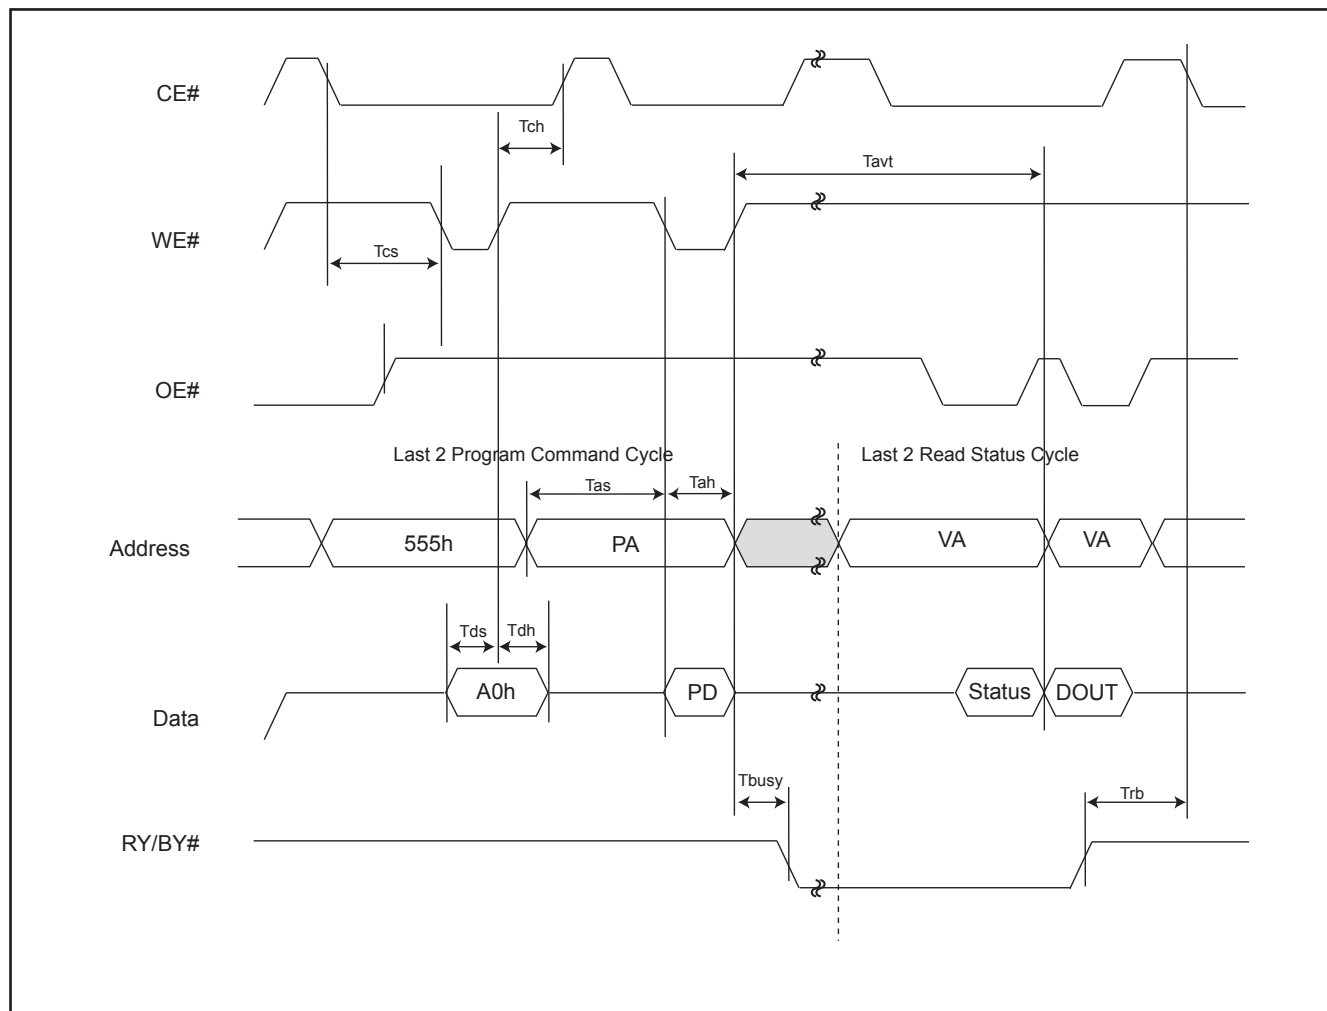 CE#
Tch
Tavt
WE#
Tcs
OE#
Last 2 Program Command Cycle
Last 2 Read Status Cycle
Tas
Tah
Address
555h
PA
VA
VA
Tds
Tdh
A0h
PD
Status
DOUT
Data
Tbusy
Trb
RY/BY#